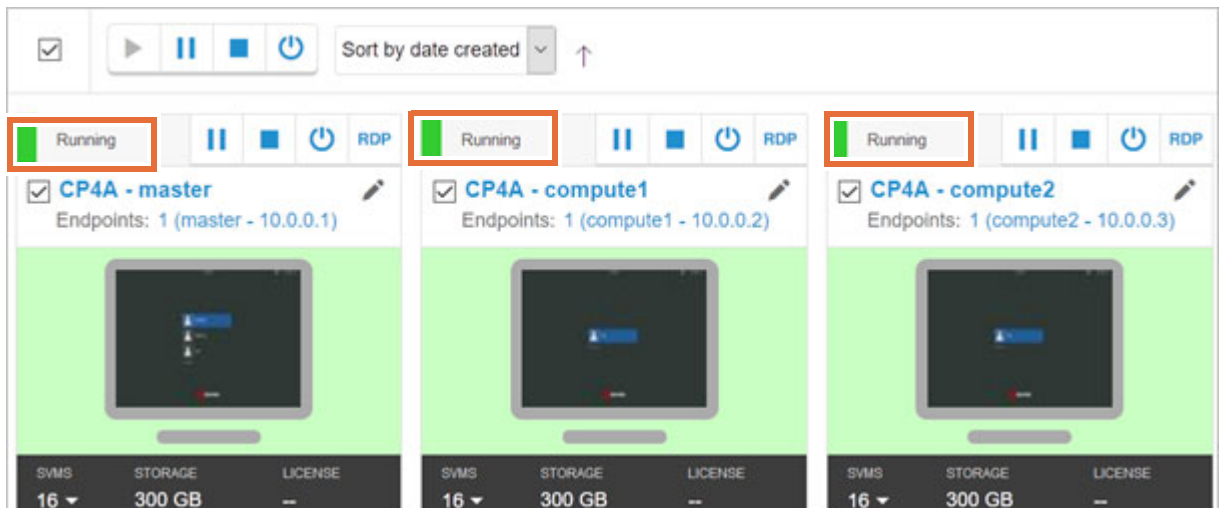 Sort by date created
Running RDP
CP4A - master
Endpoints: 1 (master - 10.0.0.1)
SVMS STORAGE LICENSE
16 300 GB --
Running RDP
CP4A - compute1
Endpoints: 1 (compute1 - 10.0.0.2)
SVMS STORAGE LICENSE
16 300 GB --
Running RDP
CP4A - compute2
Endpoints: 1 (compute2 - 10.0.0.3)
SVMS STORAGE LICENSE
16 300 GB --